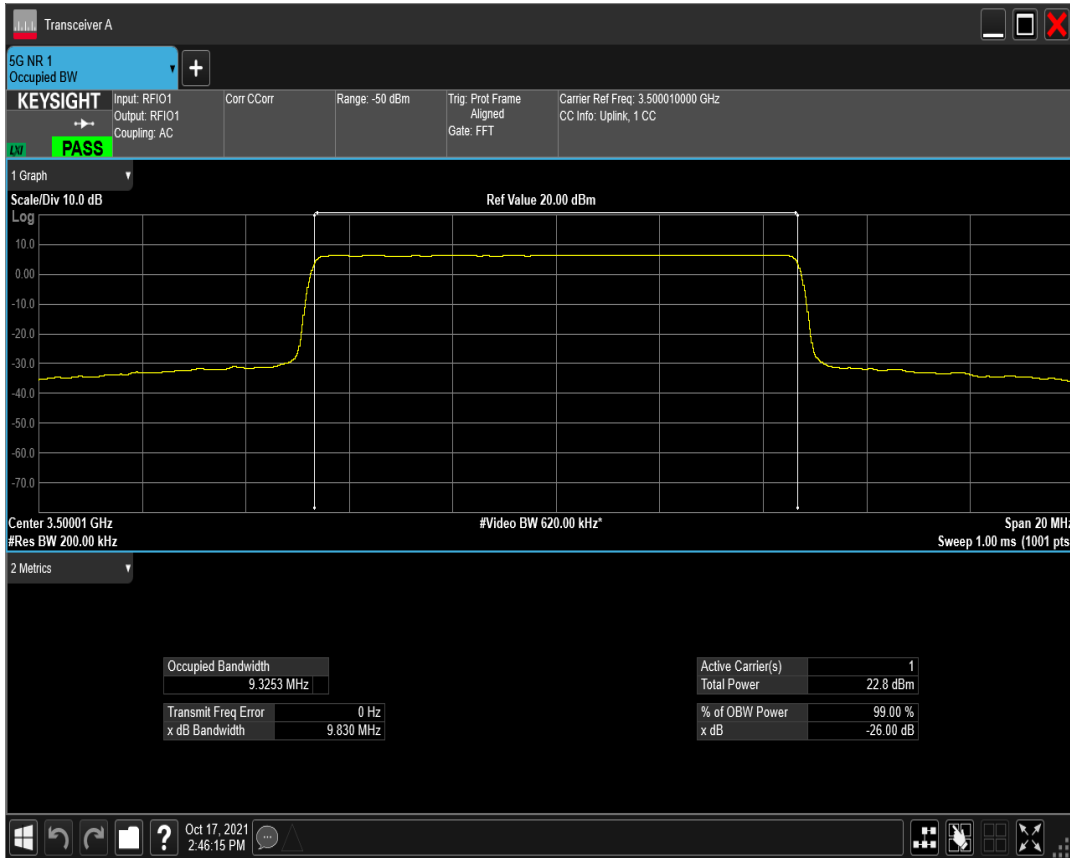 Transceiver A
5G NR 1
Occupied BW
+
KEYSIGHT
LXI
PASS
Input: RFIO1
Output: RFIO1
Coupling: AC
Corr CCorr
Range: -50 dBm
Trig: Prot Frame
Aligned
Gate: FFT
Carrier Ref Freq: 3.500010000 GHz
CC Info: Uplink, 1 CC
1 Graph
Scale/Div 10.0 dB
Ref Value 20.00 dBm
Log
10.0
0.00
-10.0
-20.0
-30.0
-40.0
-50.0
-60.0
-70.0
Center 3.50001 GHz
#Video BW 620.00 kHz*
Span 20 MHz
#Res BW 200.00 kHz
Sweep 1.00 ms (1001 pts
2 Metrics
Occupied Bandwidth
9.3253 MHz
Transmit Freq Error 0 Hz
x dB Bandwidth 9.830 MHz
Active Carrier(s) 1
Total Power 22.8 dBm
% of OBW Power 99.00 %
x dB -26.00 dB
?
Oct 17, 2021
2:46:15 PM